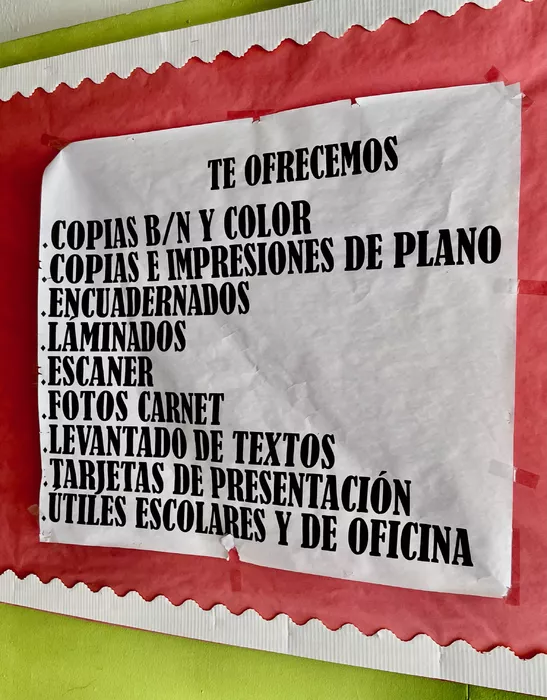 TE OFRECEMOS
.COPIAS B/N Y COLOR
.COPIAS E IMPRESIONES DE PLANO
.ENCUADERNADOS
.LAMINADOS
.ESCANER
.FOTOS CARNET
.LEVANTADO DE TEXTOS
.TARJETAS DE PRESENTACIÓN
.ÚTILES ESCOLARES Y DE OFICINA